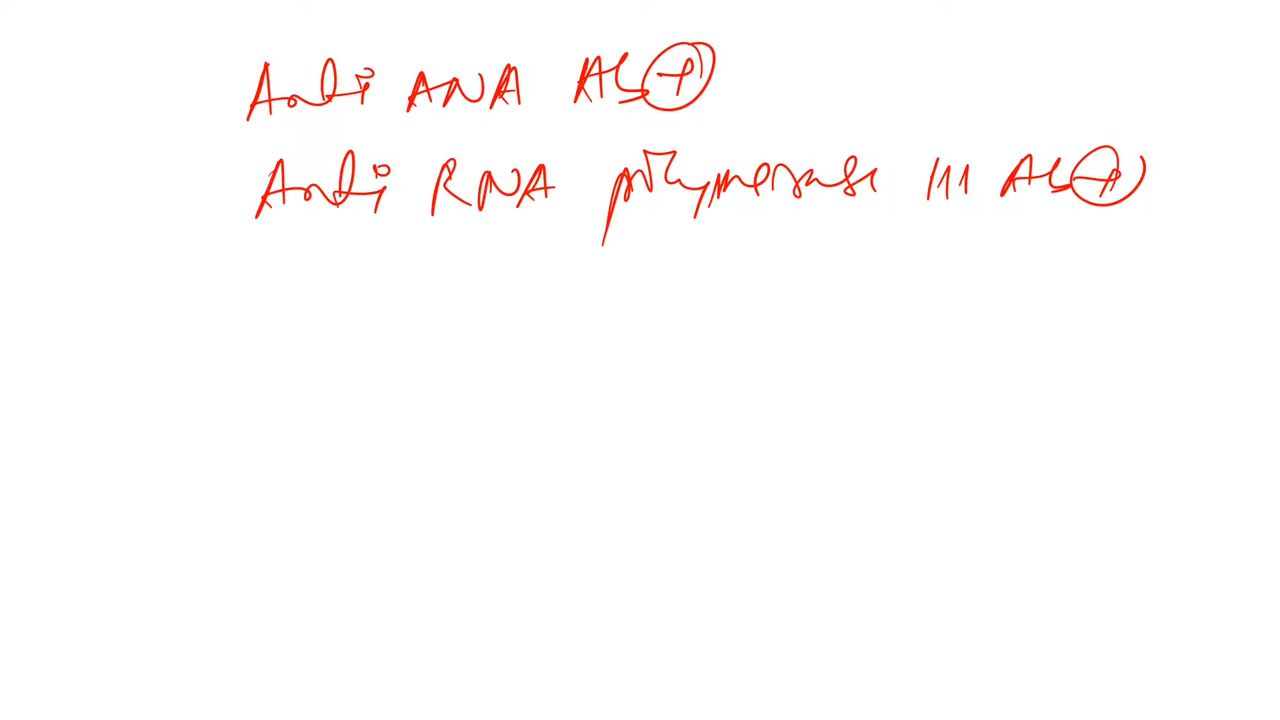 Anti ANA Ab (+)
Anti RNA polymerase III Ab (+)